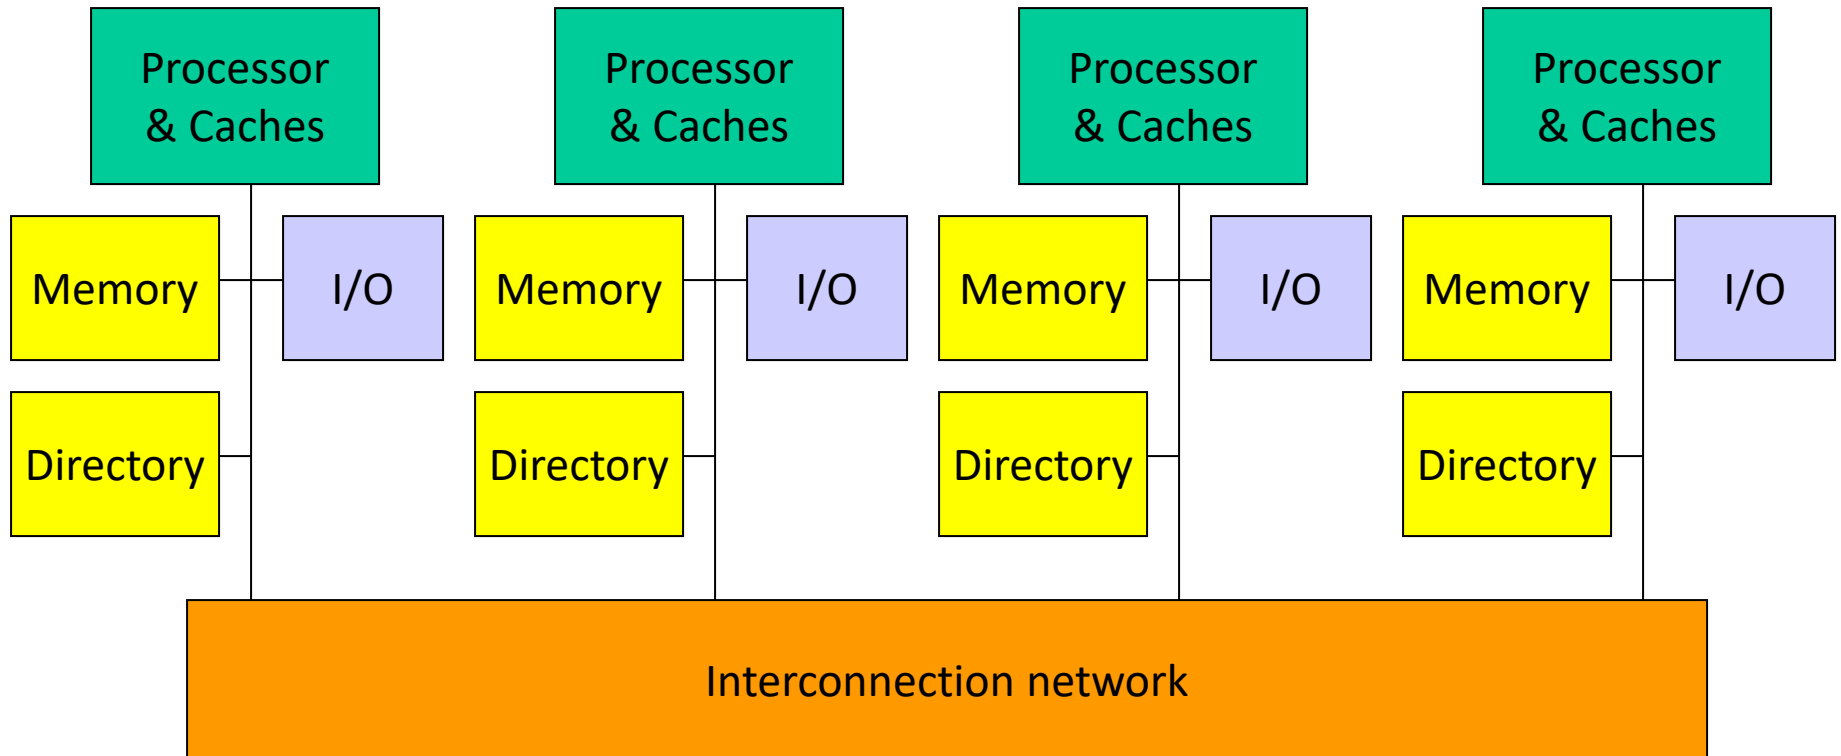 Processor
& Caches
Processor
& Caches
Processor
& Caches
Processor
& Caches
Memory
I/O
Memory
I/O
Memory
I/O
Memory
I/O
Directory
Directory
Directory
Directory
Interconnection network